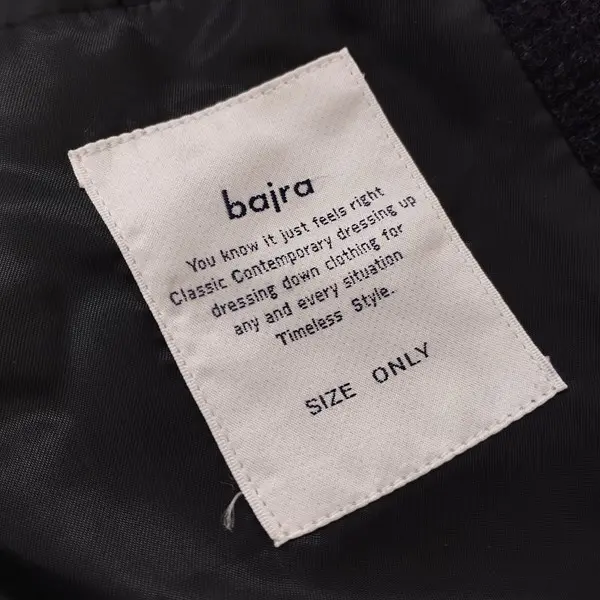 bajra
You know it just feels right
Classic Contemporary dressing up
dressing down clothing for
any and every situation
Timeless Style.
SIZE ONLY